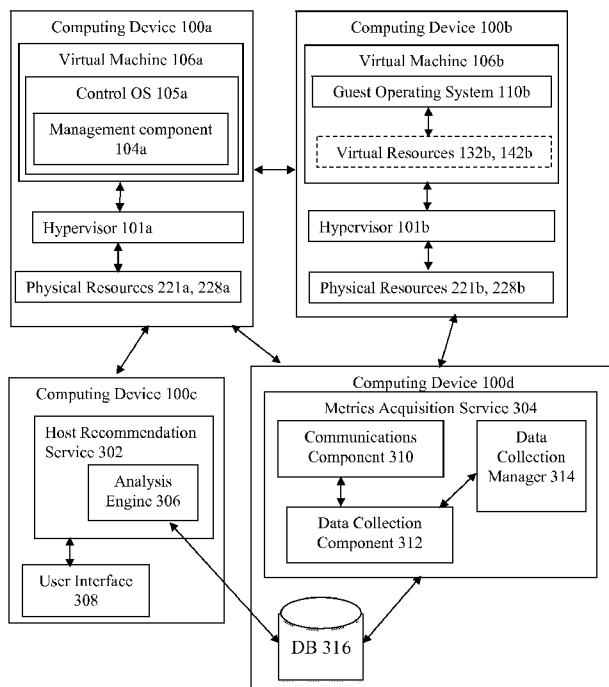 Computing Device 100a
Virtual Machine 106a
Control OS 105a
Management component
104a
Hypervisor 101a
Physical Resources 221a, 228a
Computing Device 100b
Virtual Machine 106b
Guest Operating System 110b
Virtual Resources 132b, 142b
Hypervisor 101b
Physical Resources 221b, 228b
Computing Device 100c
Host Recommendation
Service 302
Analysis
Engine 306
User Interface
308
Computing Device 100d
Metrics Acquisition Service 304
Communications
Component 310
Data
Collection
Manager 314
Data Collection
Component 312
DB 316